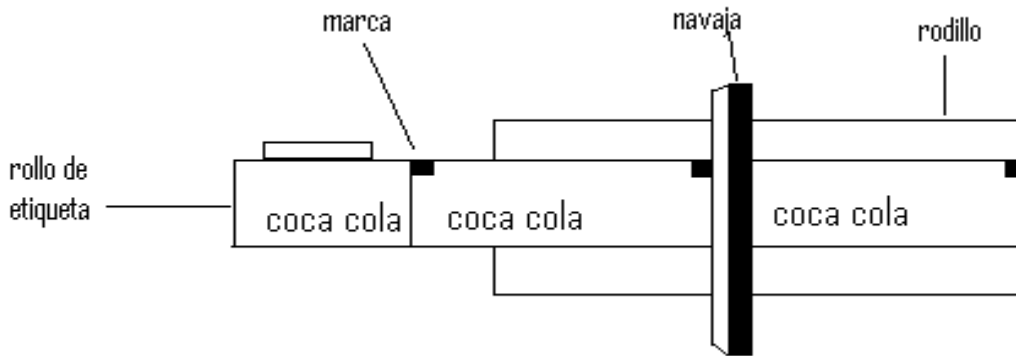 marca
navaja
rodillo
rollo de
etiqueta
coca cola
coca cola
coca cola